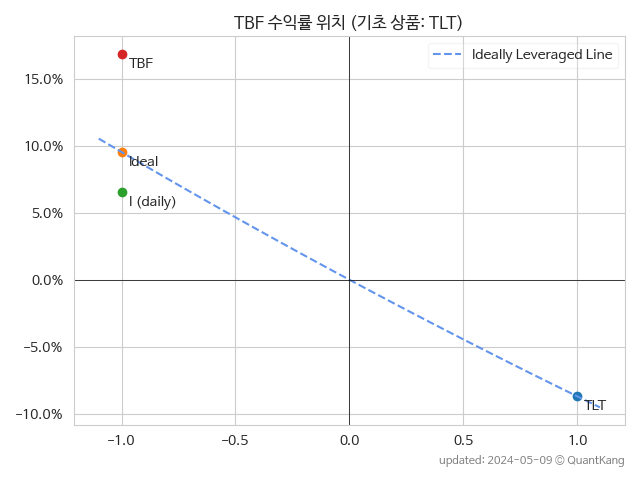 TBF 수익률 위치 (기초 상품: TLT)
Ideally Leveraged Line
15.0%
10.0%
5.0%
0.0%
−5.0%
−10.0%
TBF
Ideal
I (daily)
TLT
−1.0 −0.5 0.0 0.5 1.0
updated: 2024-05-09 © QuantKang